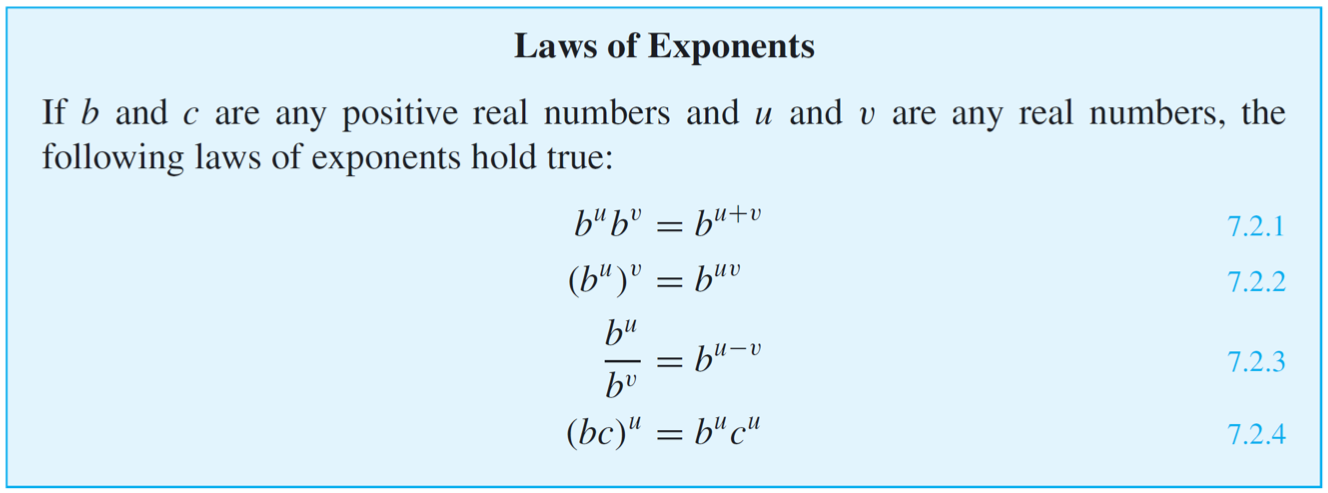 Laws of Exponents
If b and c are any positive real numbers and u and v are any real numbers, the
following laws of exponents hold true:
b^u b^v = b^{u+v} 7.2.1
(b^u)^v = b^{uv} 7.2.2
\frac{b^u}{b^v} = b^{u-v} 7.2.3
(bc)^u = b^u c^u 7.2.4